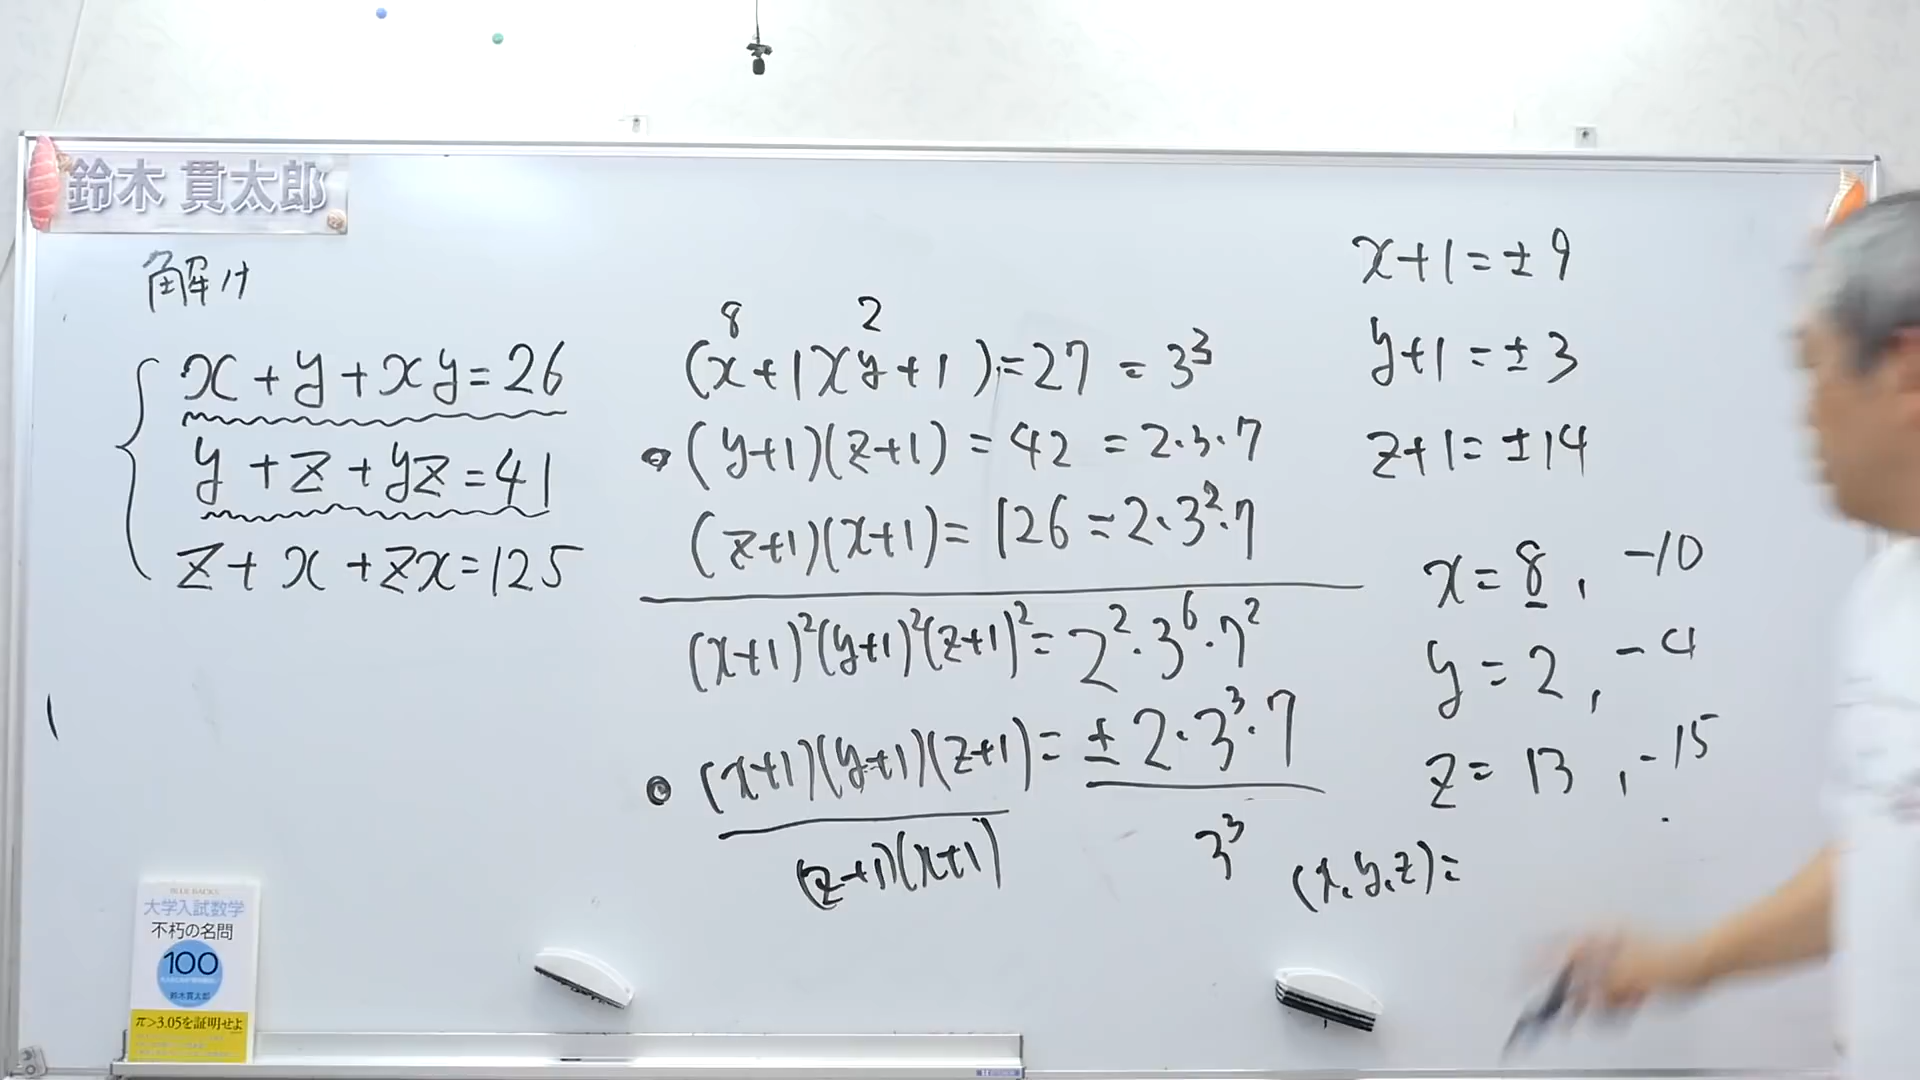 鈴木 貫太郎
解け
x+y+xy=26
y+z+yz=41
z+x+zx=125
8 2
(x+1)(y+1)=27=3³
(y+1)(z+1)=42=2·3·7
(z+1)(x+1)=126=2·3²·7
(x+1)²(y+1)²(z+1)²=2²·3⁶·7²
(x+1)(y+1)(z+1)=±2·3³·7
(z+1)(x+1) 3³
x+1=±9
y+1=±3
z+1=±14
x=8, -10
y=2, -4
z=13, -15
(x,y,z)=
BLUE BACKS
大学入試数学
不朽の名問
100
鈴木貫太郎
π>3.05を証明せよ